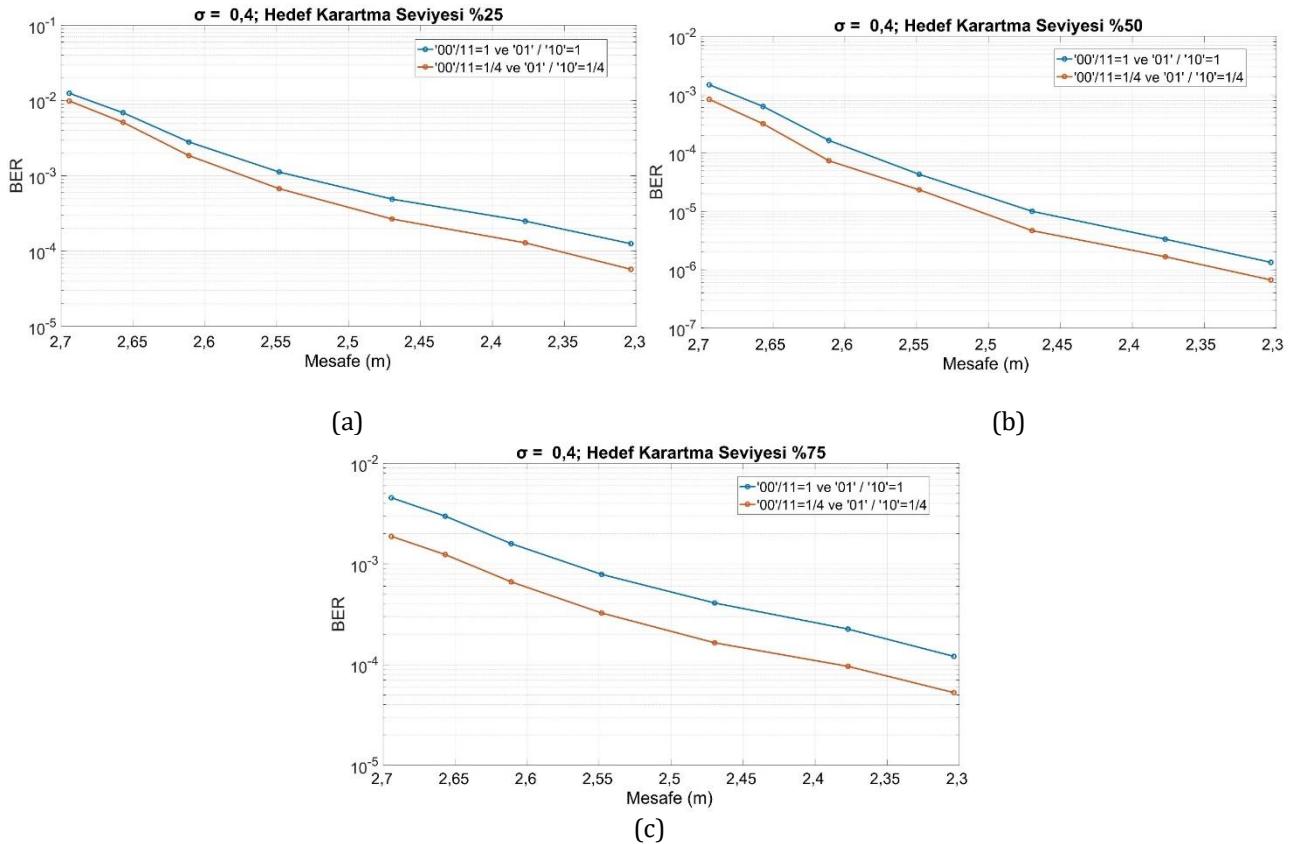 σ = 0,4; Hedef Karartma Seviyesi %25
'00'/11=1 ve '01' / '10'=1
'00'/11=1/4 ve '01' / '10'=1/4
BER
10^-1
10^-2
10^-3
10^-4
10^-5
2,7 2,65 2,6 2,55 2,5 2,45 2,4 2,35 2,3
Mesafe (m)
(a)
σ = 0,4; Hedef Karartma Seviyesi %50
'00'/11=1 ve '01' / '10'=1
'00'/11=1/4 ve '01' / '10'=1/4
BER
10^-2
10^-3
10^-4
10^-5
10^-6
10^-7
2,7 2,65 2,6 2,55 2,5 2,45 2,4 2,35 2,3
Mesafe (m)
(b)
σ = 0,4; Hedef Karartma Seviyesi %75
'00'/11=1 ve '01' / '10'=1
'00'/11=1/4 ve '01' / '10'=1/4
BER
10^-2
10^-3
10^-4
10^-5
2,7 2,65 2,6 2,55 2,5 2,45 2,4 2,35 2,3
Mesafe (m)
(c)